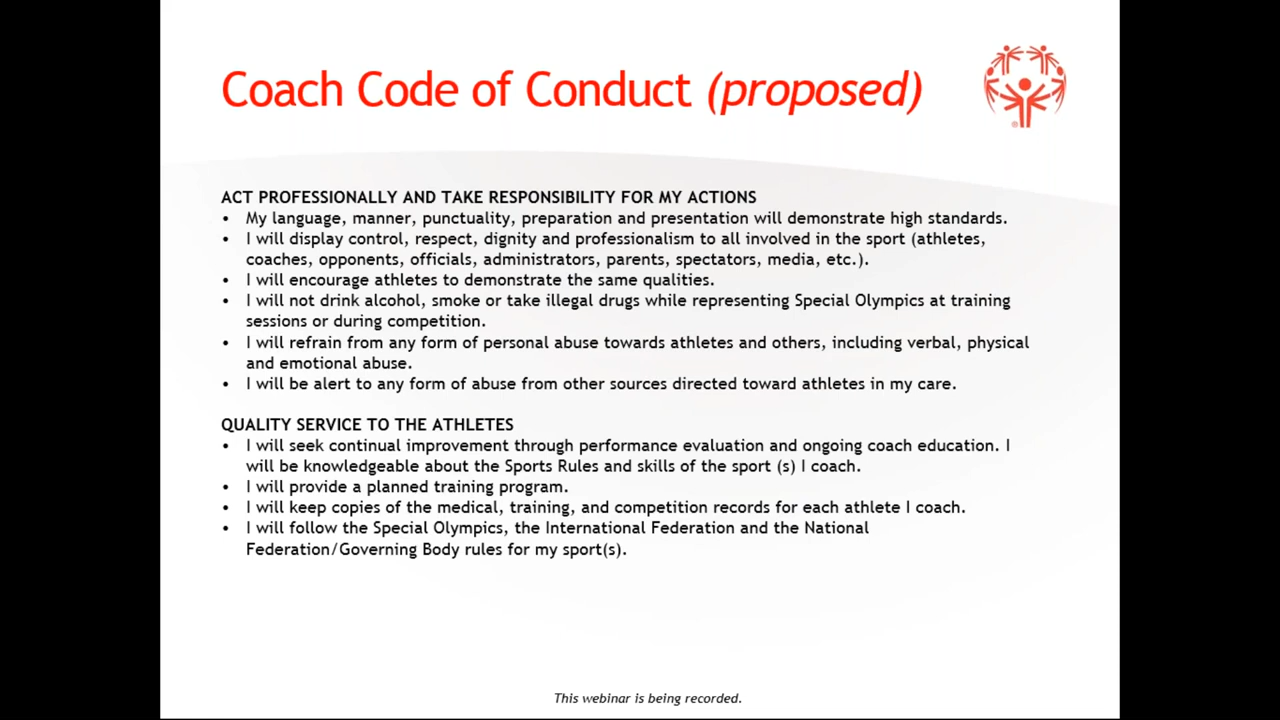 Coach Code of Conduct (proposed)
ACT PROFESSIONALLY AND TAKE RESPONSIBILITY FOR MY ACTIONS
• My language, manner, punctuality, preparation and presentation will demonstrate high standards.
• I will display control, respect, dignity and professionalism to all involved in the sport (athletes,
coaches, opponents, officials, administrators, parents, spectators, media, etc.).
• I will encourage athletes to demonstrate the same qualities.
• I will not drink alcohol, smoke or take illegal drugs while representing Special Olympics at training
sessions or during competition.
• I will refrain from any form of personal abuse towards athletes and others, including verbal, physical
and emotional abuse.
• I will be alert to any form of abuse from other sources directed toward athletes in my care.
QUALITY SERVICE TO THE ATHLETES
• I will seek continual improvement through performance evaluation and ongoing coach education. I
will be knowledgeable about the Sports Rules and skills of the sport (s) I coach.
• I will provide a planned training program.
• I will keep copies of the medical, training, and competition records for each athlete I coach.
• I will follow the Special Olympics, the International Federation and the National
Federation/Governing Body rules for my sport(s).
This webinar is being recorded.